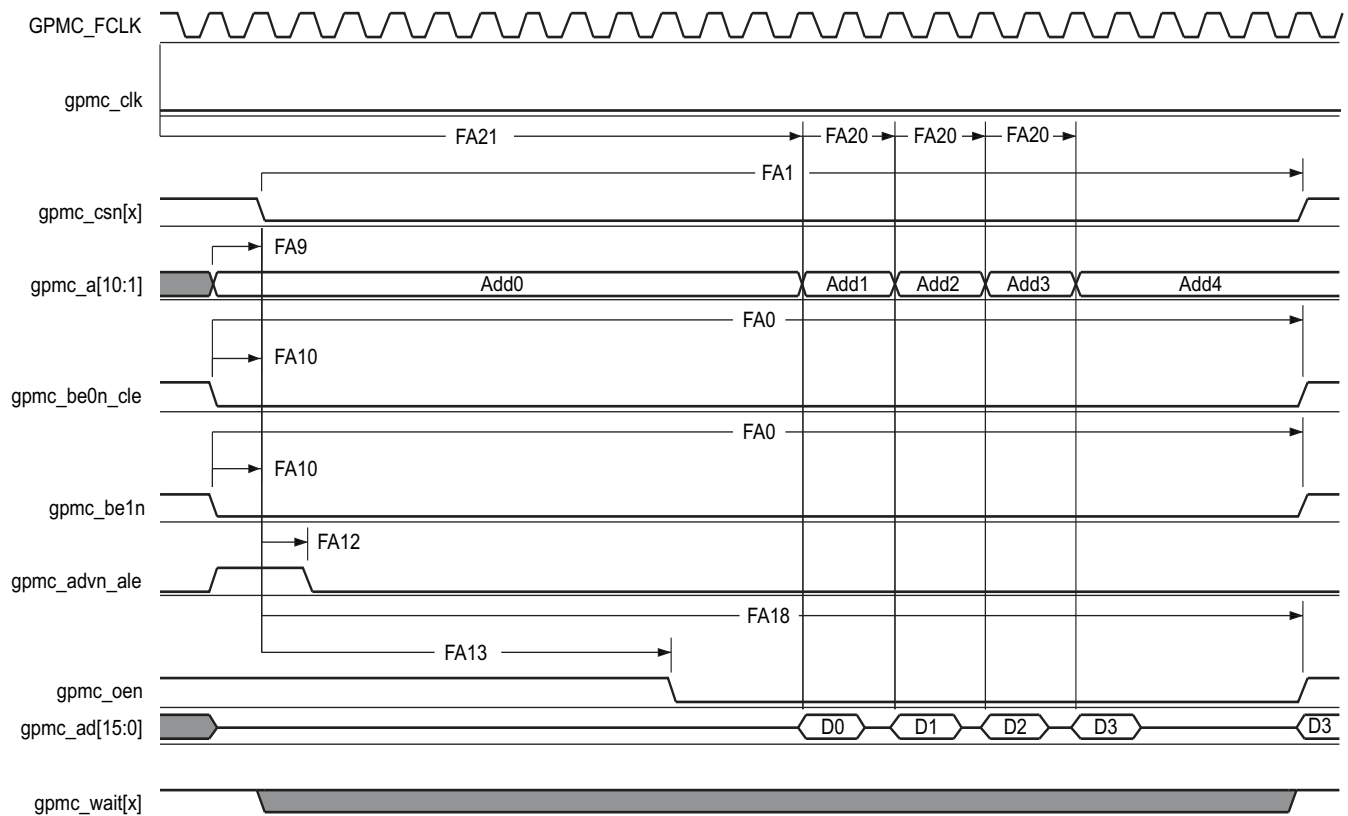 GPMC_FCLK
gpmc_clk
FA21 FA20 FA20 FA20
FA1
gpmc_csn[x]
FA9
gpmc_a[10:1] Add0 Add1 Add2 Add3 Add4
FA0
FA10
gpmc_be0n_cle
FA0
FA10
gpmc_be1n
FA12
gpmc_advn_ale
FA18
FA13
gpmc_oen
gpmc_ad[15:0] D0 D1 D2 D3 D3
gpmc_wait[x]